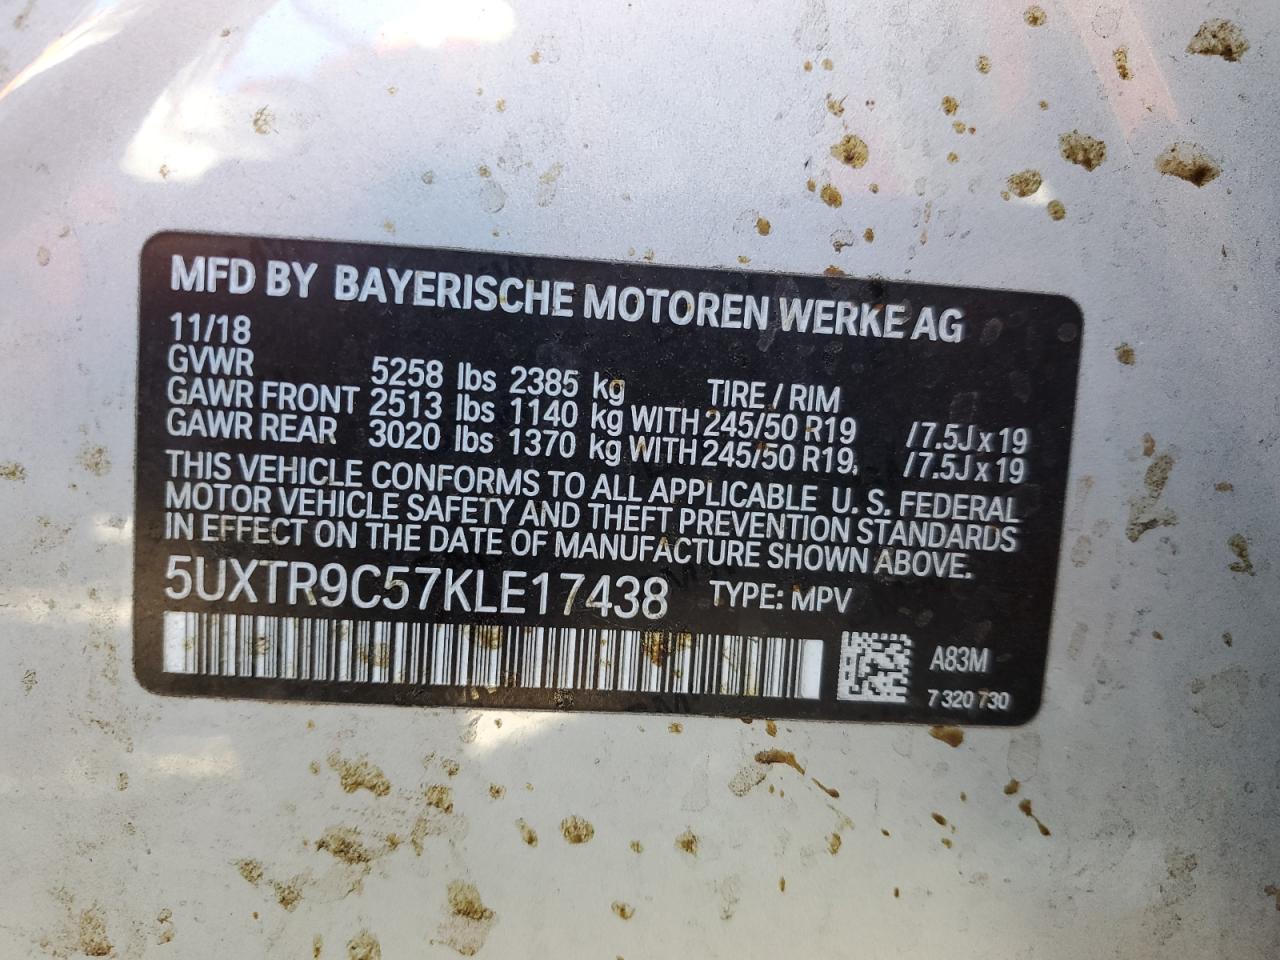 MFD BY BAYERISCHE MOTOREN WERKE AG
11/18
GVWR 5258 lbs 2385 kg TIRE / RIM
GAWR FRONT 2513 lbs 1140 kg WITH 245/50 R19 /7.5J x 19
GAWR REAR 3020 lbs 1370 kg WITH 245/50 R19, /7.5J x 19
THIS VEHICLE CONFORMS TO ALL APPLICABLE U. S. FEDERAL
MOTOR VEHICLE SAFETY AND THEFT PREVENTION STANDARDS
IN EFFECT ON THE DATE OF MANUFACTURE SHOWN ABOVE.
5UXTR9C57KLE17438 TYPE: MPV
A83M
7 320 730